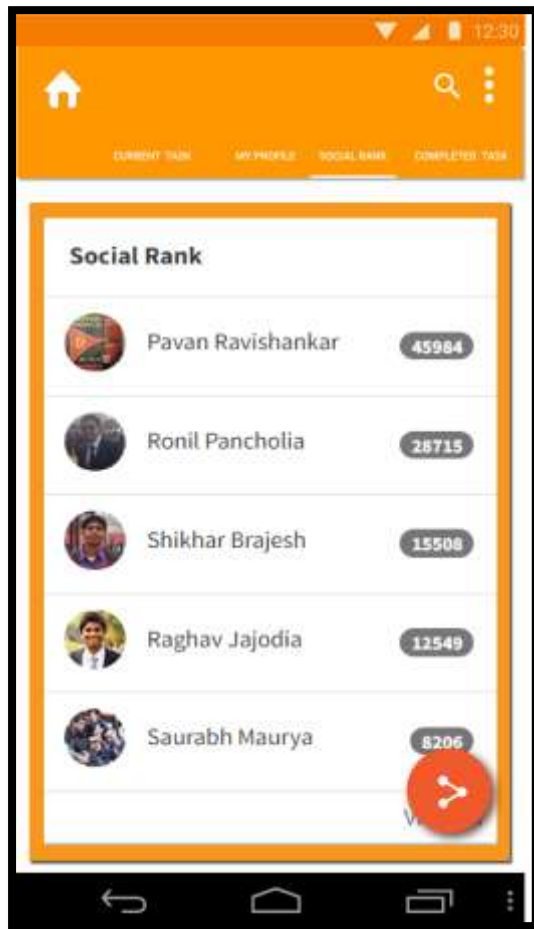 12:30
CURRENT TASK MY PROFILE SOCIAL RANK COMPLETED TASK
Social Rank
Pavan Ravishankar 45984
Ronil Pancholia 28715
Shikhar Brajesh 15508
Raghav Jajodia 12549
Saurabh Maurya 8206